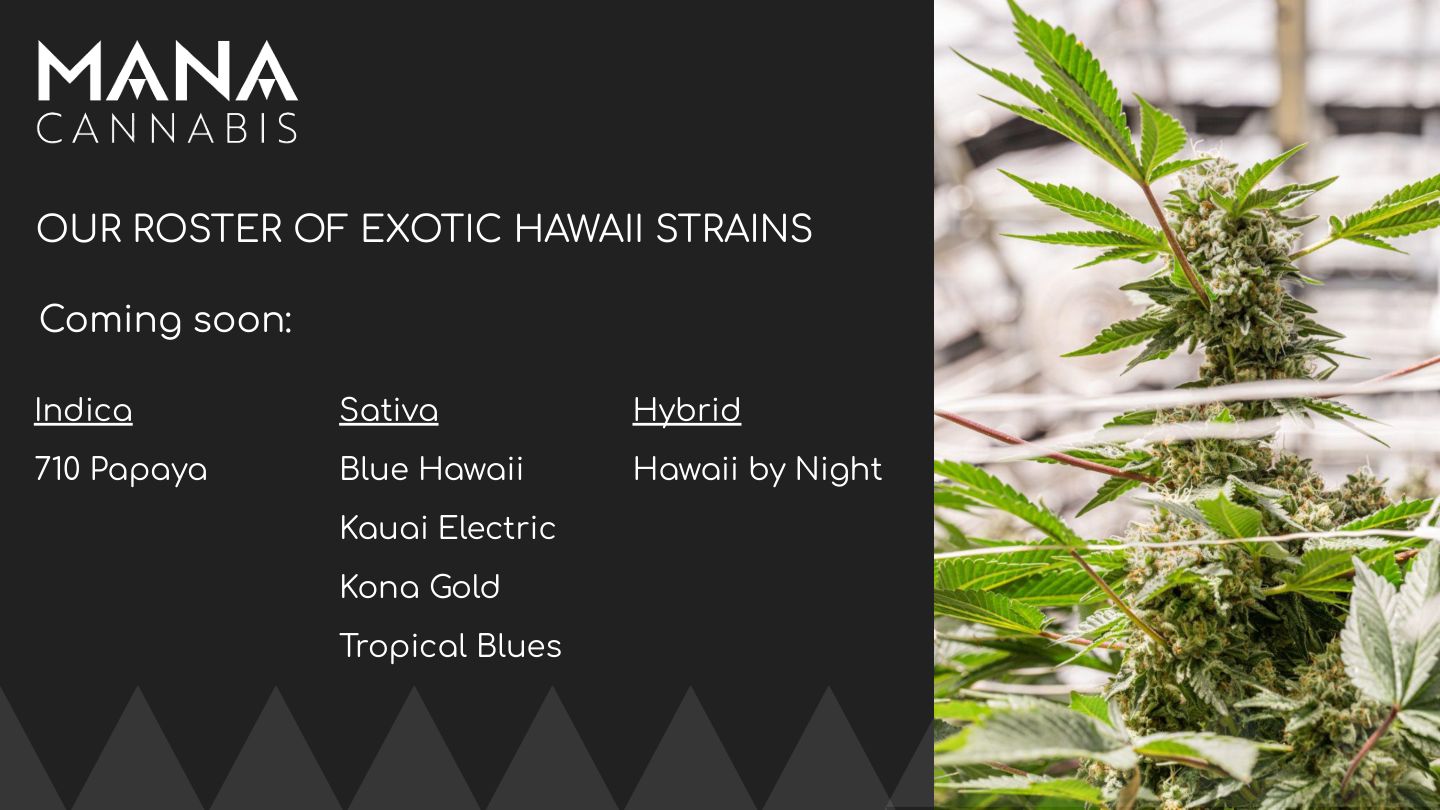 MANA
CANNABIS
OUR ROSTER OF EXOTIC HAWAII STRAINS
Coming soon:
Indica
710 Papaya
Sativa
Blue Hawaii
Kauai Electric
Kona Gold
Tropical Blues
Hybrid
Hawaii by Night